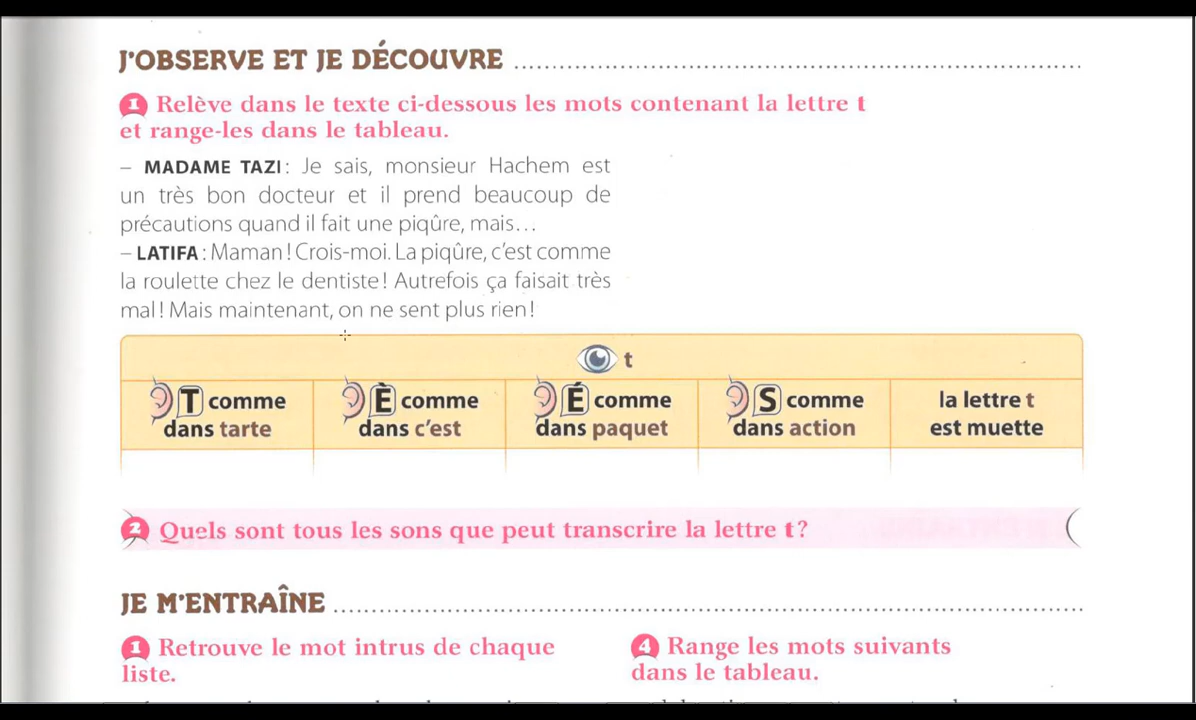 J'OBSERVE ET JE DÉCOUVRE
1 Relève dans le texte ci-dessous les mots contenant la lettre t
et range-les dans le tableau.
– MADAME TAZI : Je sais, monsieur Hachem est
un très bon docteur et il prend beaucoup de
précautions quand il fait une piqûre, mais...
– LATIFA : Maman ! Crois-moi. La piqûre, c'est comme
la roulette chez le dentiste ! Autrefois ça faisait très
mal ! Mais maintenant, on ne sent plus rien !
t
T comme
dans tarte
È comme
dans c'est
É comme
dans paquet
S comme
dans action
la lettre t
est muette
2 Quels sont tous les sons que peut transcrire la lettre t ?
JE M'ENTRAÎNE
1 Retrouve le mot intrus de chaque
liste.
4 Range les mots suivants
dans le tableau.